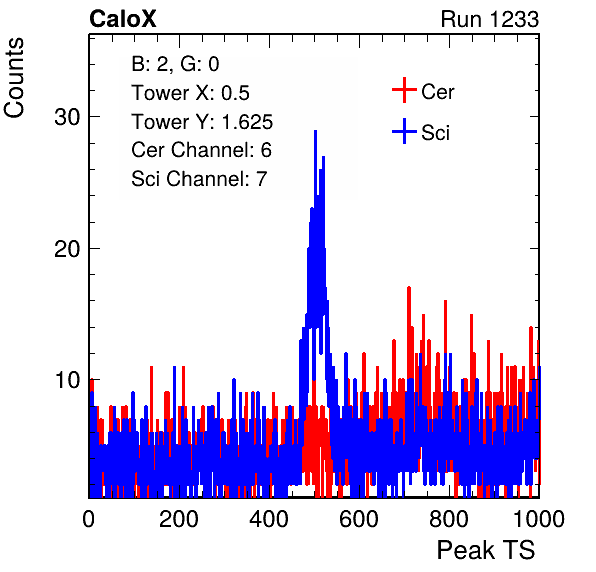 CaloX Run 1233
Counts
B: 2, G: 0
Tower X: 0.5
Tower Y: 1.625
Cer Channel: 6
Sci Channel: 7
Cer
Sci
30
20
10
0 200 400 600 800 1000
Peak TS